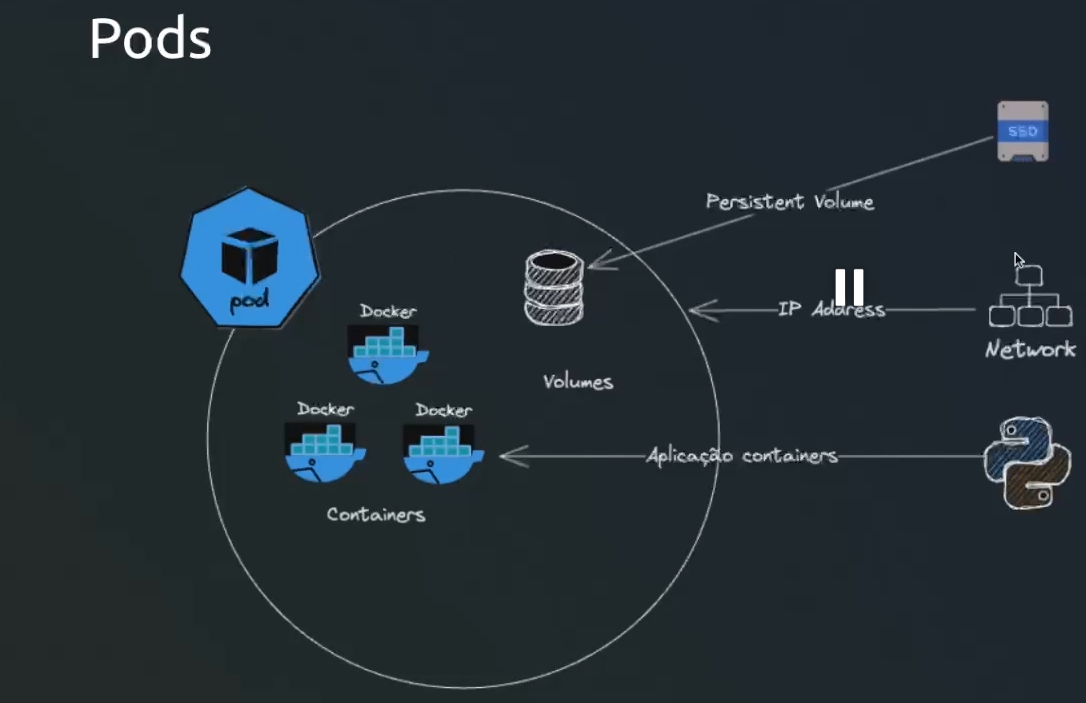 Pods
SSD
Persistent Volume
pod
IP Address
Docker
Network
Volumes
Docker
Docker
Aplicação containers
Containers